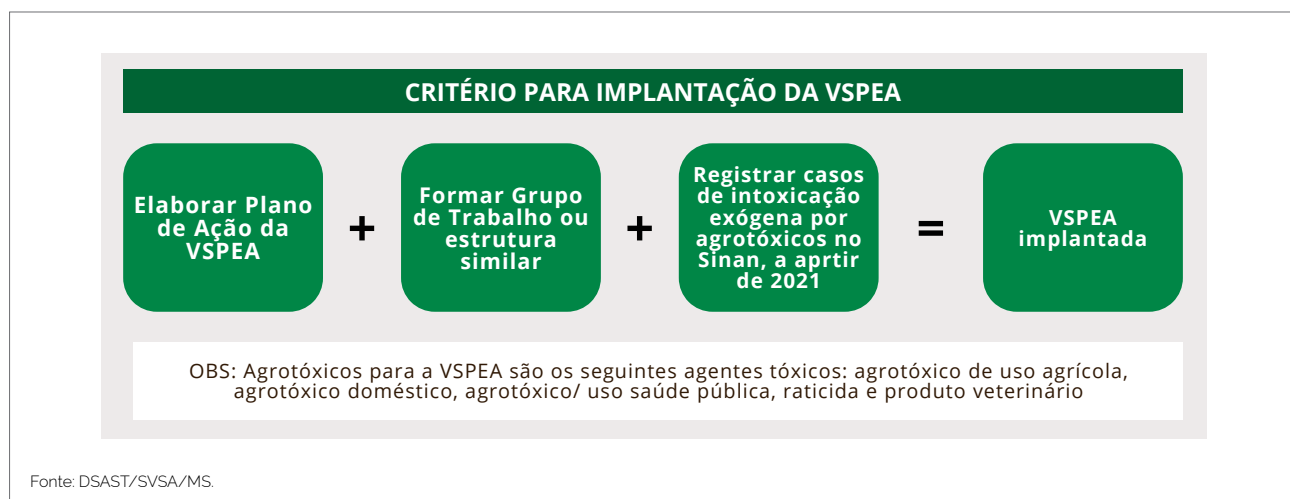 CRITÉRIO PARA IMPLANTAÇÃO DA VSPEA
Elaborar Plano
de Ação da
VSPEA
+
Formar Grupo
de Trabalho ou
estrutura
similar
+
Registrar casos
de intoxicação
exógena por
agrotóxicos no
Sinan, a aprtir
de 2021
=
VSPEA
implantada
OBS: Agrotóxicos para a VSPEA são os seguintes agentes tóxicos: agrotóxico de uso agrícola,
agrotóxico doméstico, agrotóxico/ uso saúde pública, raticida e produto veterinário
Fonte: DSAST/SVSA/MS.